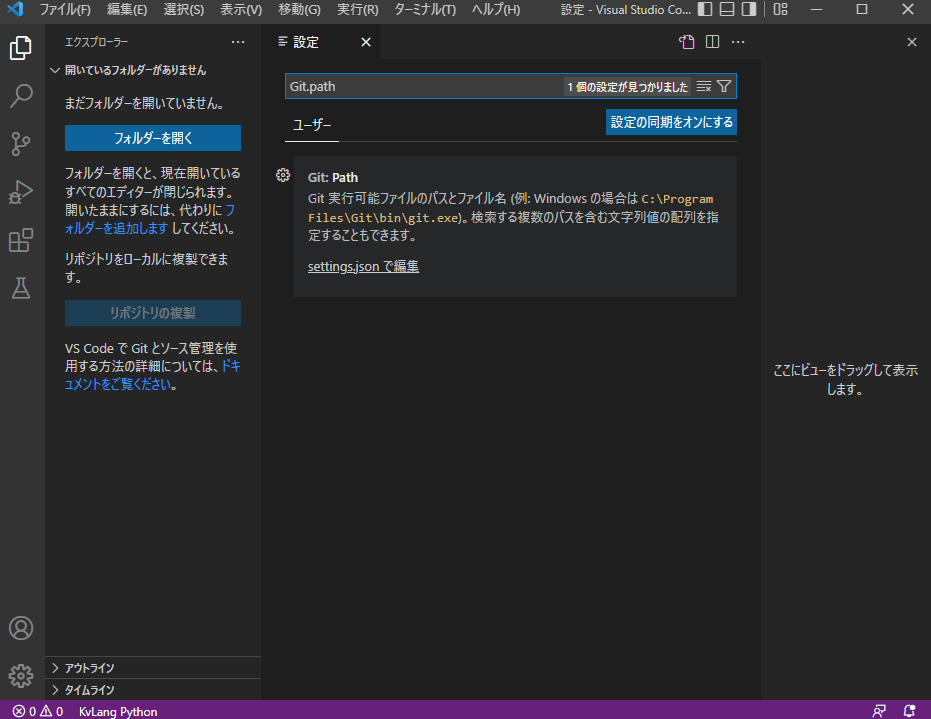 ファイル(F) 編集(E) 選択(S) 表示(V) 移動(G) 実行(R) ターミナル(T) ヘルプ(H) 設定 - Visual Studio Co...
エクスプローラー
開いているフォルダーがありません
まだフォルダーを開いていません。
フォルダーを開く
フォルダーを開くと、現在開いている
すべてのエディターが閉じられます。
開いたままにするには、代わりに フ
ォルダーを追加します してください。
リポジトリをローカルに複製できま
す。
リポジトリの複製
VS Code で Git とソース管理を使
用する方法の詳細については、ドキ
ュメントをご覧ください。
アウトライン
タイムライン
設定
Git.path
1 個の設定が見つかりました
ユーザー
設定の同期をオンにする
Git: Path
Git 実行可能ファイルのパスとファイル名 (例: Windows の場合は C:\Program
Files\Git\bin\git.exe)。検索する複数のパスを含む文字列値の配列を指
定することもできます。
settings.json で編集
ここにビューをドラッグして表示
します。
0 0 KvLang Python